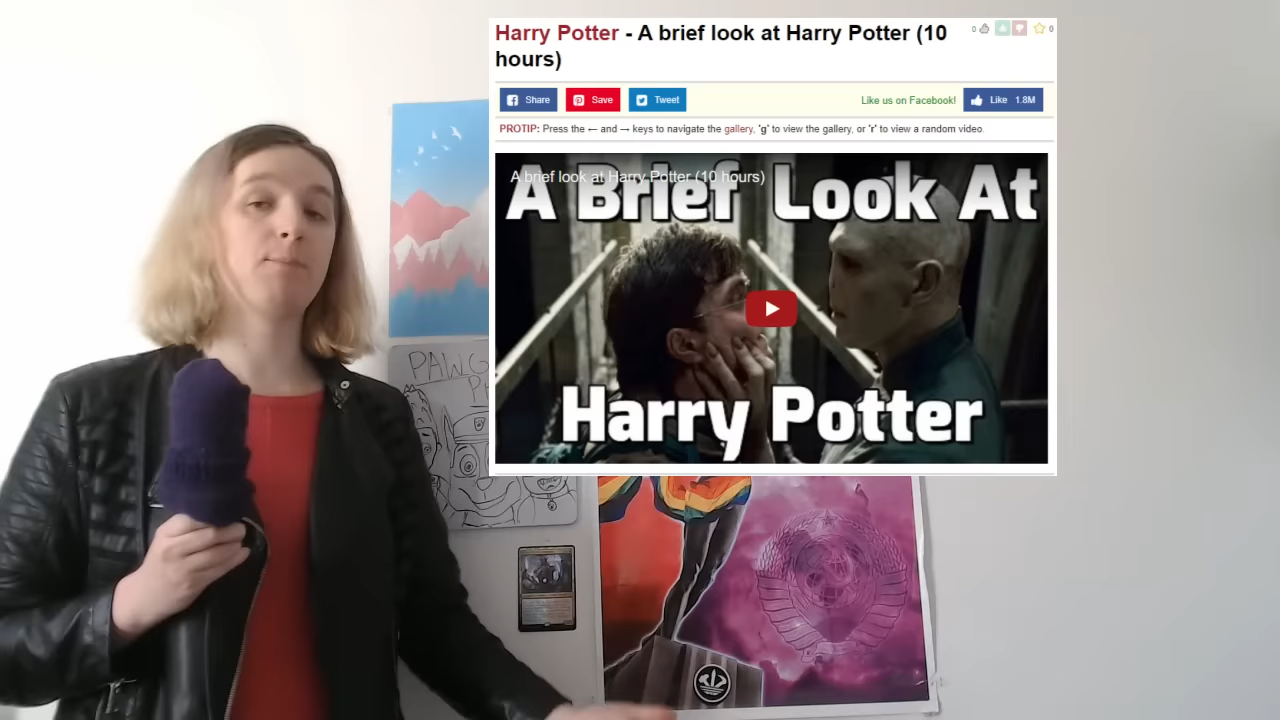 Harry Potter - A brief look at Harry Potter (10
hours)
0
0
Share
Save
Tweet
Like us on Facebook!
Like 1.8M
PROTIP: Press the ← and → keys to navigate the gallery, 'g' to view the gallery, or 'r' to view a random video.
A brief look at Harry Potter (10 hours)
A Brief Look At
Harry Potter
PAWG